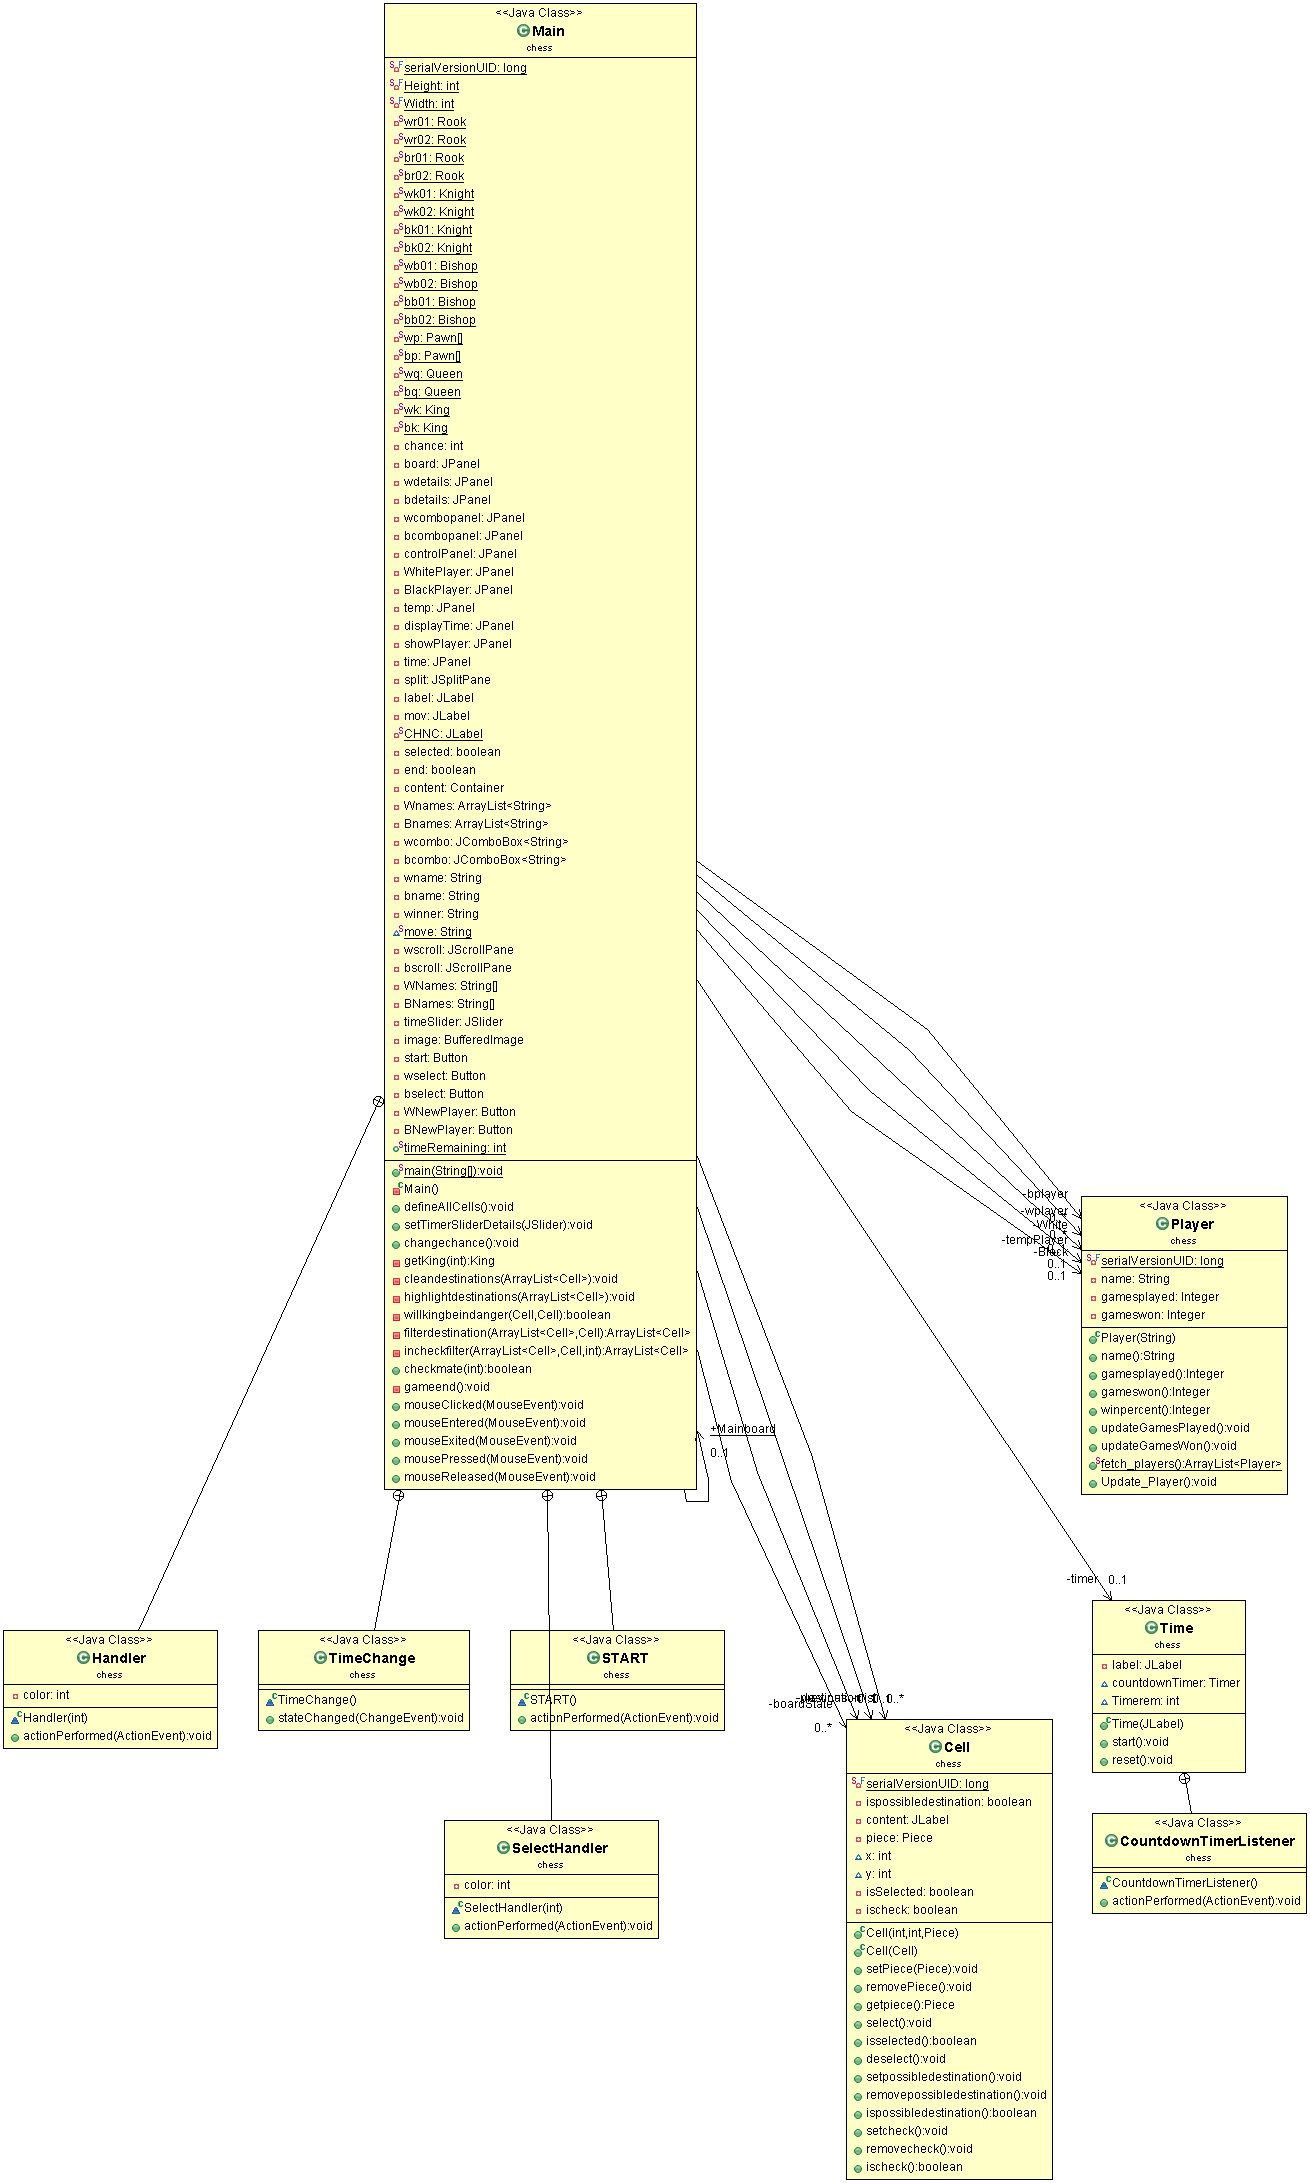 <<Java Class>>
Main
chess
serialVersionUID: long
Height: int
Width: int
wr01: Rook
wr02: Rook
br01: Rook
br02: Rook
wk01: Knight
wk02: Knight
bk01: Knight
bk02: Knight
wb01: Bishop
wb02: Bishop
bb01: Bishop
bb02: Bishop
wp: Pawn[]
bp: Pawn[]
wq: Queen
bq: Queen
wk: King
bk: King
chance: int
board: JPanel
wdetails: JPanel
bdetails: JPanel
wcombopanel: JPanel
bcombopanel: JPanel
controlPanel: JPanel
WhitePlayer: JPanel
BlackPlayer: JPanel
temp: JPanel
displayTime: JPanel
showPlayer: JPanel
time: JPanel
split: JSplitPane
label: JLabel
mov: JLabel
CHNC: JLabel
selected: boolean
end: boolean
content: Container
Wnames: ArrayList<String>
Bnames: ArrayList<String>
wcombo: JComboBox<String>
bcombo: JComboBox<String>
wname: String
bname: String
winner: String
move: String
wscroll: JScrollPane
bscroll: JScrollPane
WNames: String[]
BNames: String[]
timeSlider: JSlider
image: BufferedImage
start: Button
wselect: Button
bselect: Button
WNewPlayer: Button
BNewPlayer: Button
timeRemaining: int
main(String[]):void
Main()
defineAllCells():void
setTimerSliderDetails(JSlider):void
changechance():void
getKing(int):King
cleandestinations(ArrayList<Cell>):void
highlightdestinations(ArrayList<Cell>):void
willkingbeindanger(Cell,Cell):boolean
filterdestination(ArrayList<Cell>,Cell):ArrayList<Cell>
incheckfilter(ArrayList<Cell>,Cell,int):ArrayList<Cell>
checkmate(int):boolean
gameend():void
mouseClicked(MouseEvent):void
mouseEntered(MouseEvent):void
mouseExited(MouseEvent):void
mousePressed(MouseEvent):void
mouseReleased(MouseEvent):void
+Mainboard
0..1
-bplayer
-wplayer
-White
-tempPlayer
-Black
0..1
0..1
<<Java Class>>
Player
chess
serialVersionUID: long
name: String
gamesplayed: Integer
gameswon: Integer
Player(String)
name():String
gamesplayed():Integer
gameswon():Integer
winpercent():Integer
updateGamesPlayed():void
updateGamesWon():void
fetch_players():ArrayList<Player>
Update_Player():void
-timer 0..1
<<Java Class>>
Time
chess
label: JLabel
countdownTimer: Timer
Timerem: int
Time(JLabel)
start():void
reset():void
<<Java Class>>
CountdownTimerListener
chess
CountdownTimerListener()
actionPerformed(ActionEvent):void
<<Java Class>>
Handler
chess
color: int
Handler(int)
actionPerformed(ActionEvent):void
<<Java Class>>
TimeChange
chess
TimeChange()
stateChanged(ChangeEvent):void
<<Java Class>>
START
chess
START()
actionPerformed(ActionEvent):void
<<Java Class>>
SelectHandler
chess
color: int
SelectHandler(int)
actionPerformed(ActionEvent):void
0..*
-boardState
0..*
<<Java Class>>
Cell
chess
serialVersionUID: long
ispossibledestination: boolean
content: JLabel
piece: Piece
x: int
y: int
isSelected: boolean
ischeck: boolean
Cell(int,int,Piece)
Cell(Cell)
setPiece(Piece):void
removePiece():void
getpiece():Piece
select():void
isselected():boolean
deselect():void
setpossibledestination():void
removepossibledestination():void
ispossibledestination():boolean
setcheck():void
removecheck():void
ischeck():boolean